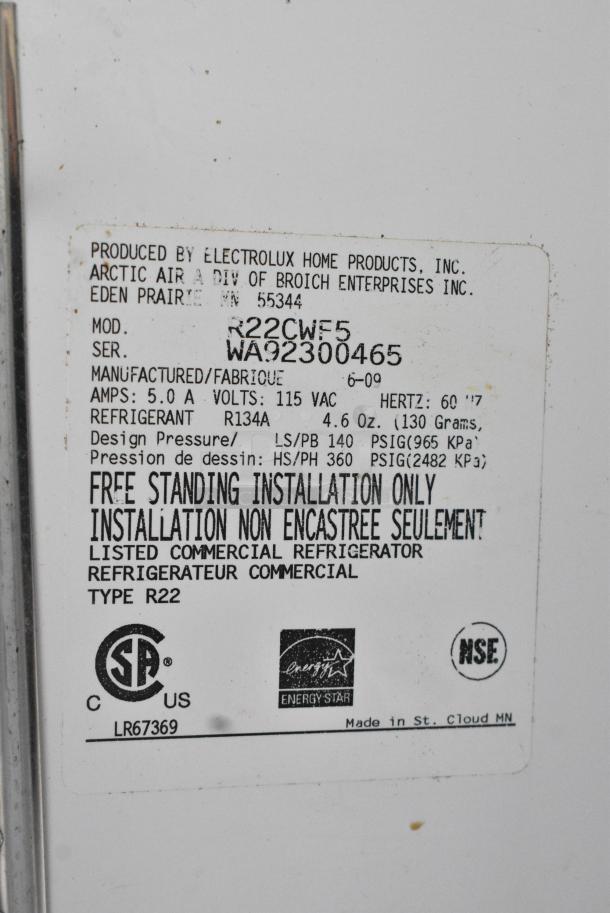 PRODUCED BY ELECTROLUX HOME PRODUCTS, INC.
ARCTIC AIR A DIV OF BROICH ENTERPRISES INC.
EDEN PRAIRIE MN 55344
MOD. R22CWF5
SER. WA92300465
MANUFACTURED/FABRIQUE 6-09
AMPS: 5.0 A VOLTS: 115 VAC HERTZ: 60 HZ
REFRIGERANT R134A 4.6 Oz. (130 Grams)
Design Pressure/ LS/PB 140 PSIG(965 KPa)
Pression de dessin: HS/PH 360 PSIG(2482 KPa)
FREE STANDING INSTALLATION ONLY
INSTALLATION NON ENCASTREE SEULEMENT
LISTED COMMERCIAL REFRIGERATOR
REFRIGERATEUR COMMERCIAL
TYPE R22
C SA ® US
energy
ENERGY STAR
NSF.
LR67369
Made in St. Cloud MN